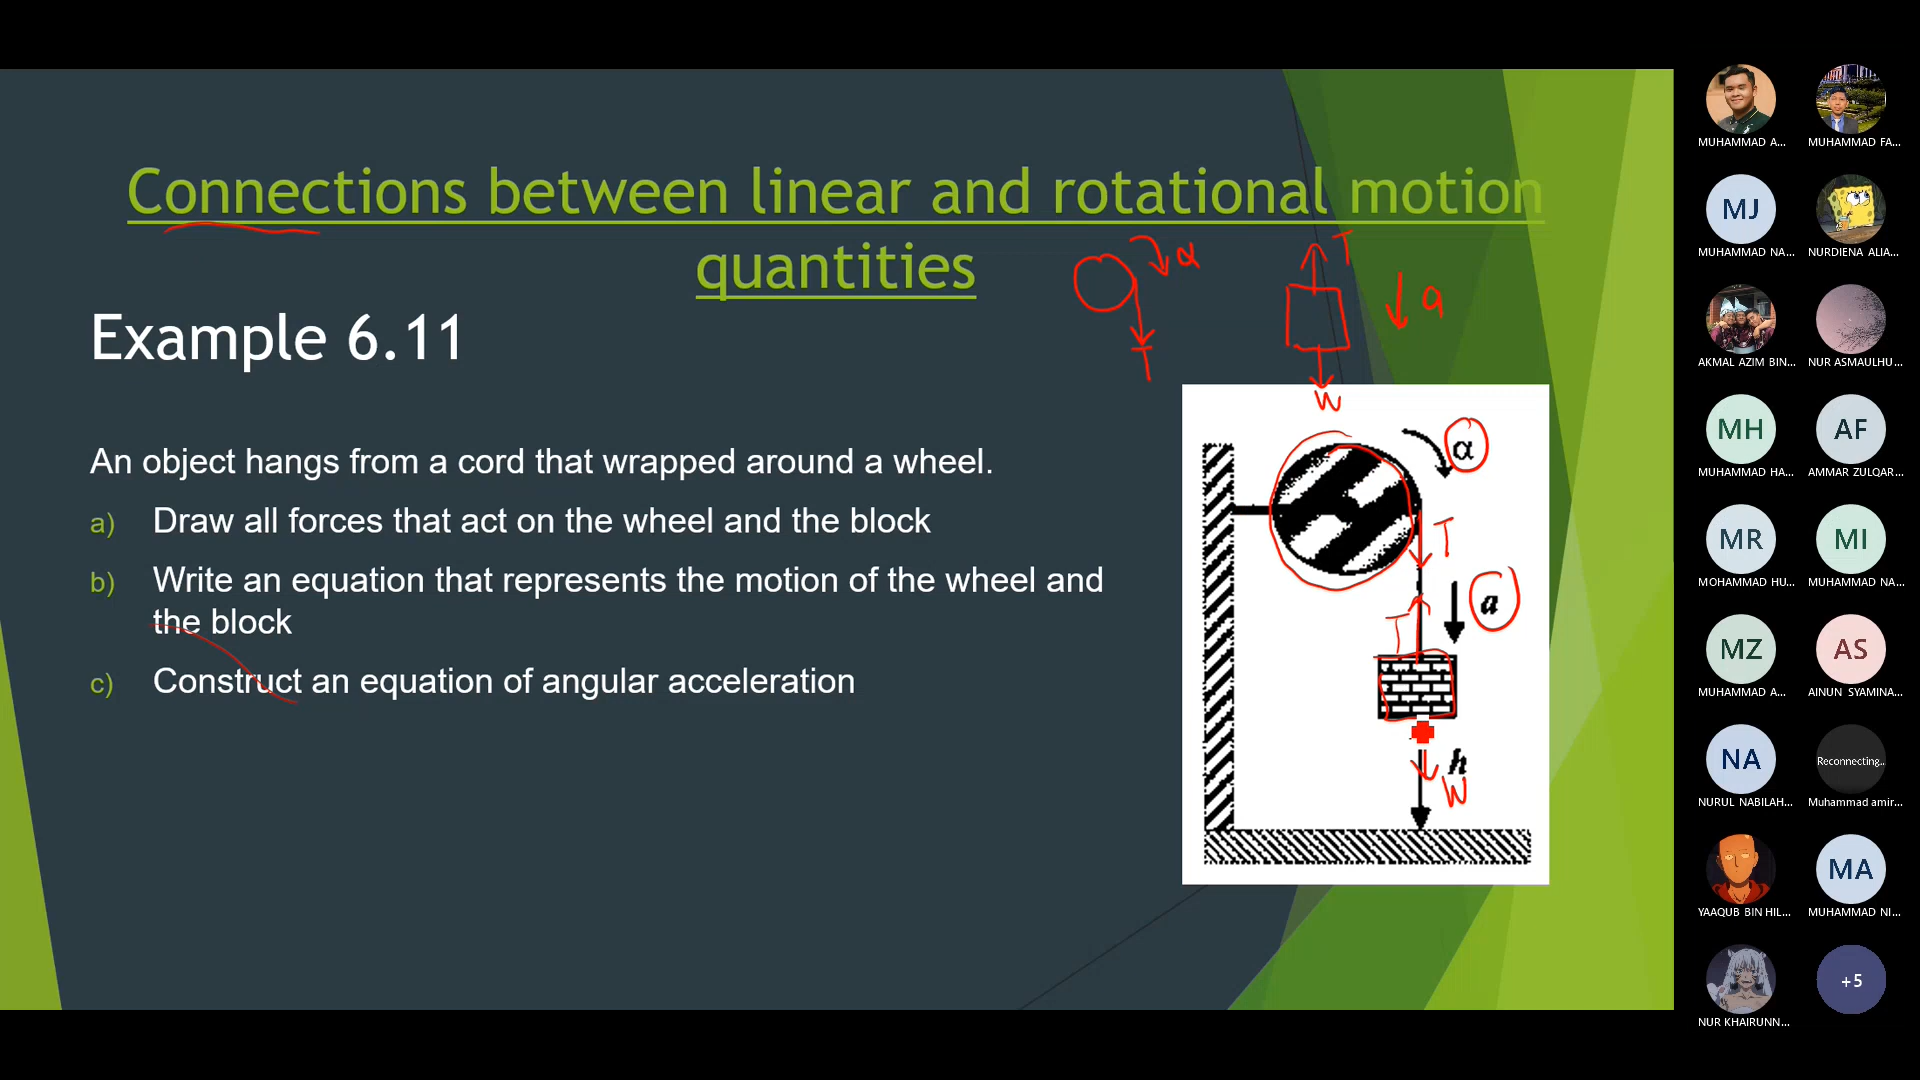 Connections between linear and rotational motion
quantities
α
T
T
a
W
Example 6.11
An object hangs from a cord that wrapped around a wheel.
a) Draw all forces that act on the wheel and the block
b) Write an equation that represents the motion of the wheel and
the block
c) Construct an equation of angular acceleration
α
T
a
T
h
W
MUHAMMAD A...
MUHAMMAD FA...
MJ
MUHAMMAD NA...
NURDIENA ALIA...
AKMAL AZIM BIN...
NUR ASMAULHU...
MH
MUHAMMAD HA...
AF
AMMAR ZULQAR...
MR
MOHAMMAD HU...
MI
MUHAMMAD NA...
MZ
MUHAMMAD A...
AS
AINUN SYAMINA...
NA
NURUL NABILAH...
Reconnecting...
Muhammad amir...
YAAQUB BIN HIL...
MA
MUHAMMAD NI...
NUR KHAIRUNN...
+5